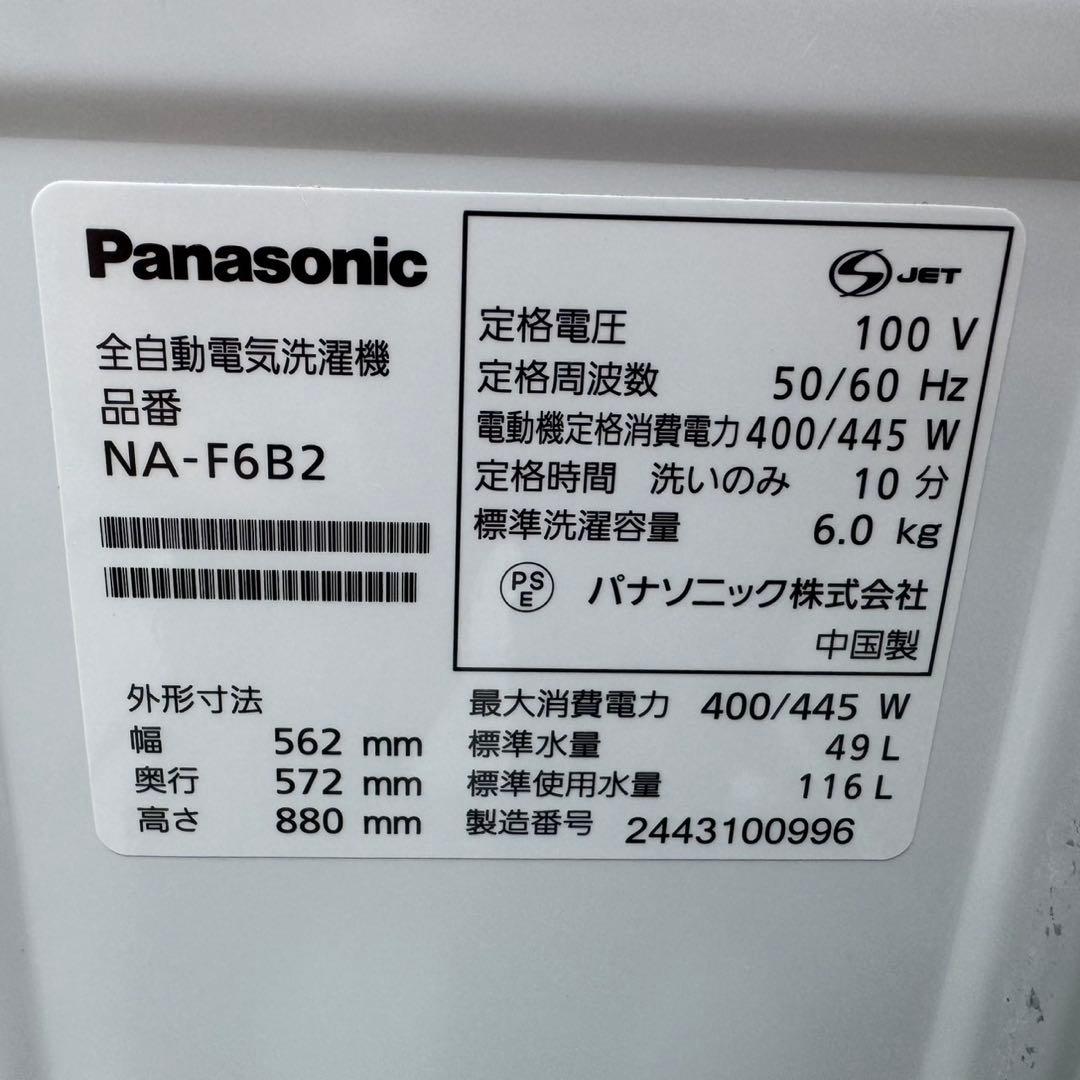 Panasonic
全自動電気洗濯機
品番
NA-F6B2
JET
定格電圧 100 V
定格周波数 50/60 Hz
電動機定格消費電力 400/445 W
定格時間 洗いのみ 10 分
標準洗濯容量 6.0 kg
PS
E
パナソニック株式会社
中国製
外形寸法
幅 562 mm
奥行 572 mm
高さ 880 mm
最大消費電力 400/445 W
標準水量 49 L
標準使用水量 116 L
製造番号 2443100996